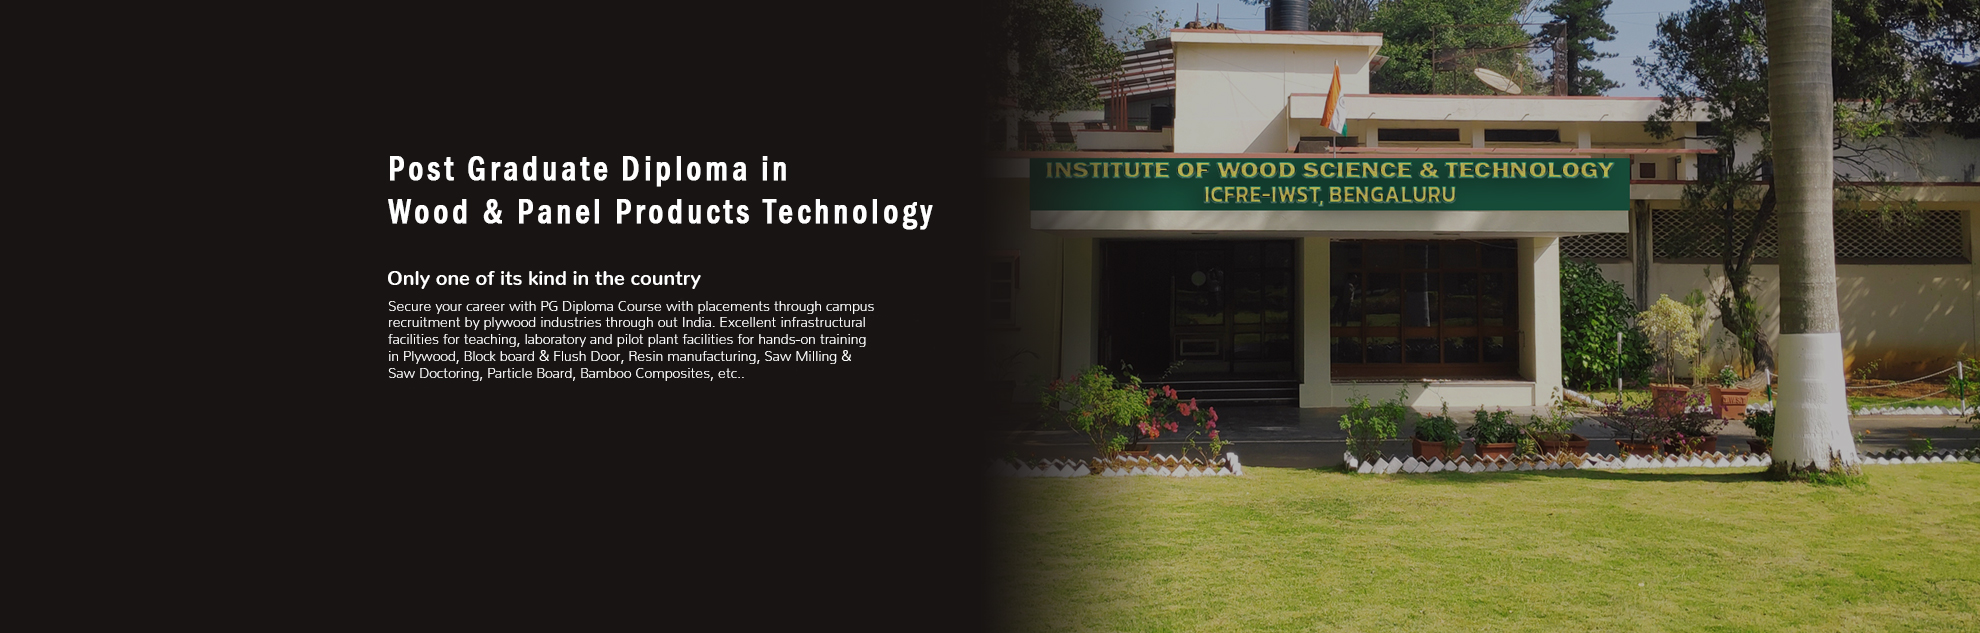 Post Graduate Diploma in
Wood & Panel Products Technology
Only one of its kind in the country
Secure your career with PG Diploma Course with placements through campus
recruitment by plywood industries through out India. Excellent infrastructural
facilities for teaching, laboratory and pilot plant facilities for hands-on training
in Plywood, Block board & Flush Door, Resin manufacturing, Saw Milling &
Saw Doctoring, Particle Board, Bamboo Composites, etc..
INSTITUTE OF WOOD SCIENCE & TECHNOLOGY
ICFRE-IWST, BENGALURU